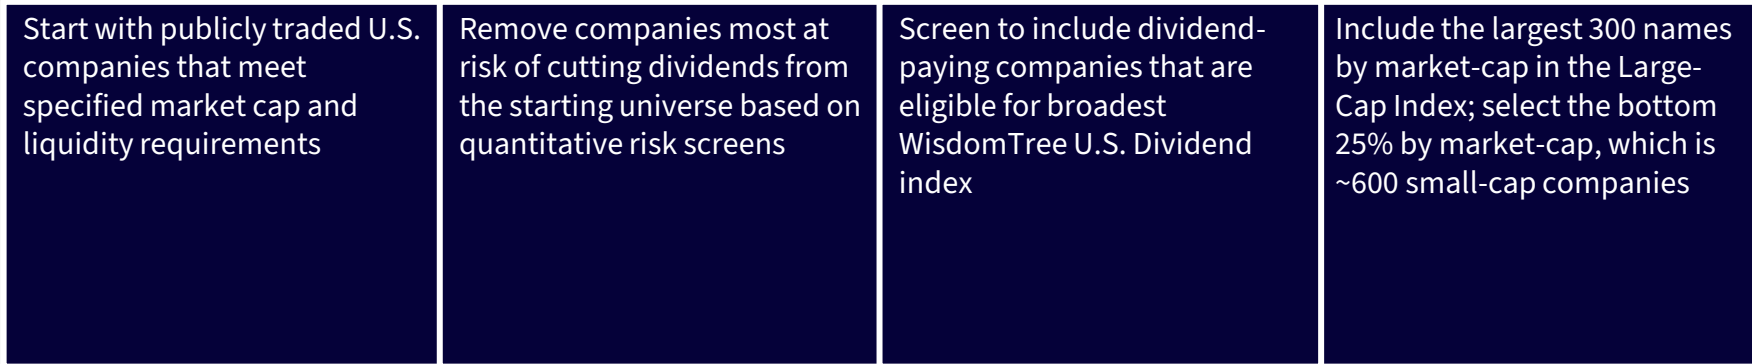 Start with publicly traded U.S.
companies that meet
specified market cap and
liquidity requirements
Remove companies most at
risk of cutting dividends from
the starting universe based on
quantitative risk screens
Screen to include dividend-
paying companies that are
eligible for broadest
WisdomTree U.S. Dividend
index
Include the largest 300 names
by market-cap in the Large-
Cap Index; select the bottom
25% by market-cap, which is
~600 small-cap companies